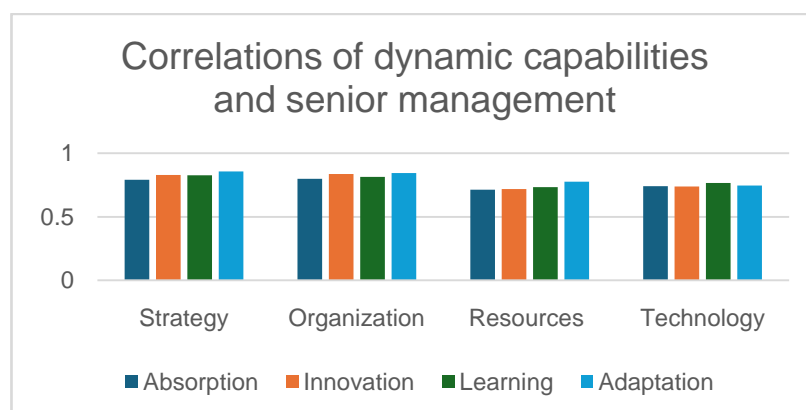 Correlations of dynamic capabilities
and senior management
1
0.5
0
Strategy Organization Resources Technology
Absorption Innovation Learning Adaptation